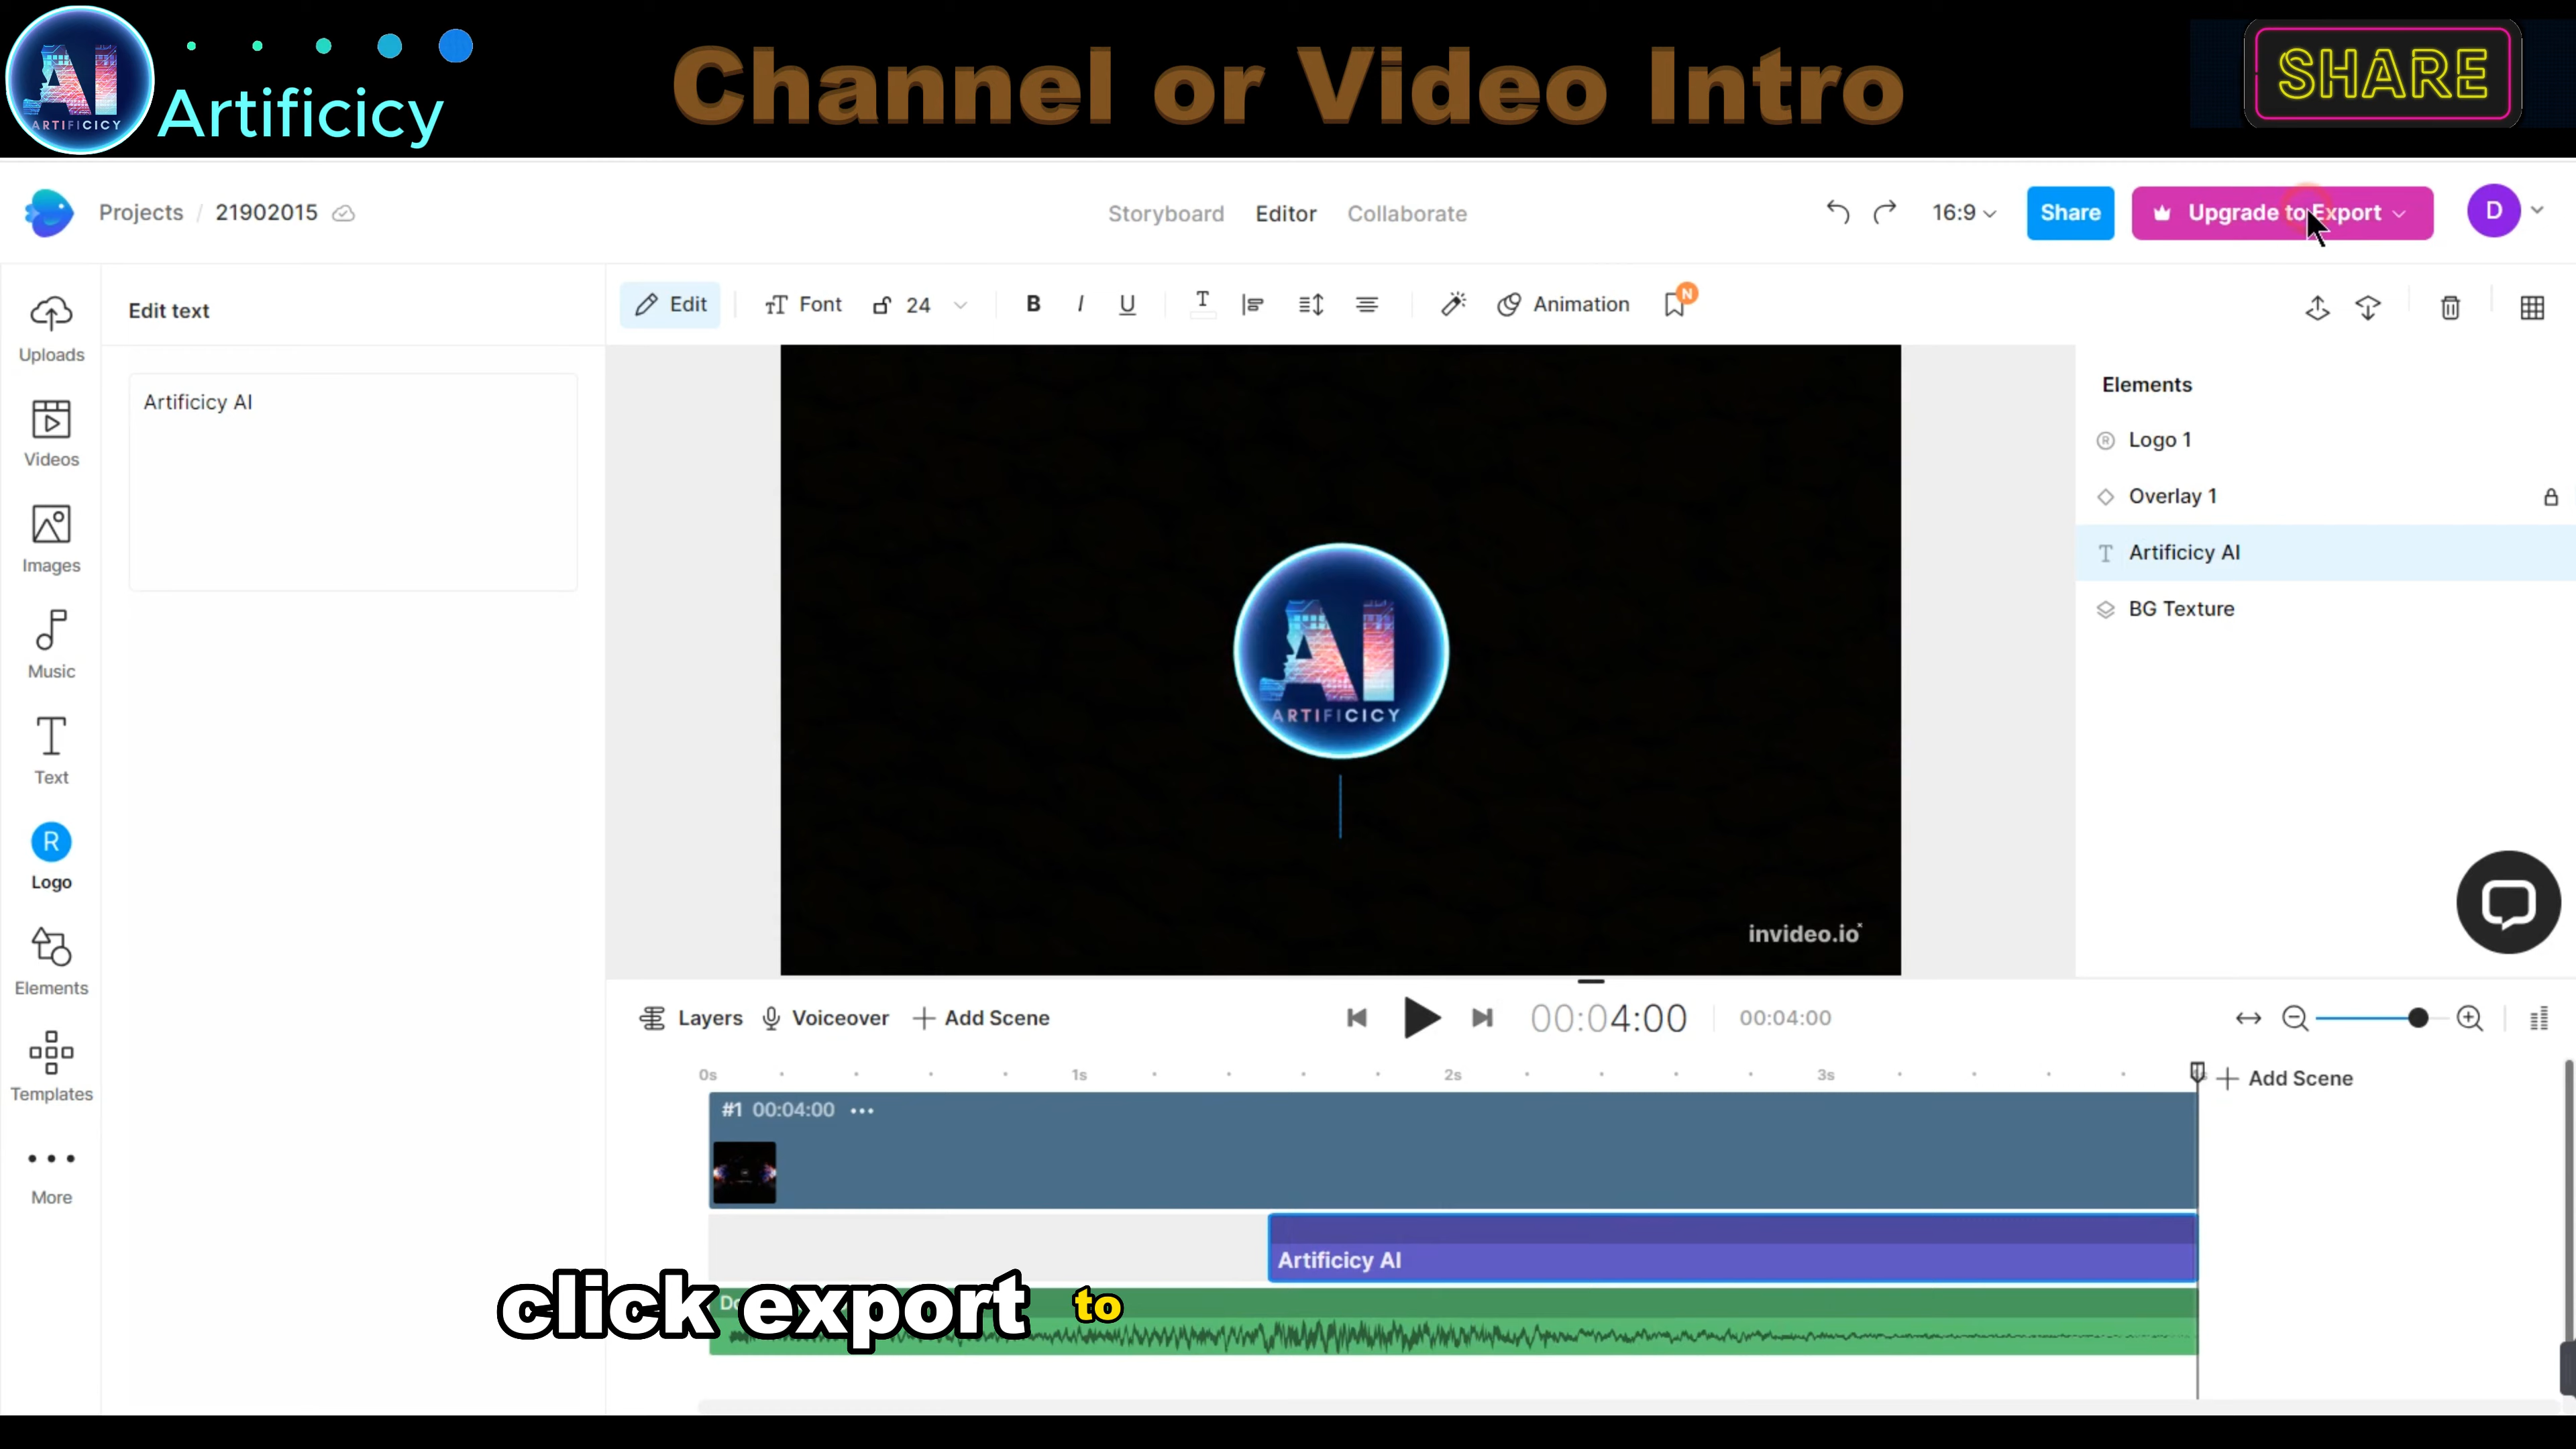 AI
ARTIFICICY
Artificicy
Channel or Video Intro
SHARE
Projects / 21902015
Storyboard Editor Collaborate
16:9
Share
Upgrade to Export
D
Edit text
Edit
Font
24
B I U
T
Animation
N
Uploads
Videos
Images
Music
Text
R
Logo
Elements
Templates
More
Artificicy AI
AI
ARTIFICICY
invideo.io
Elements
Logo 1
Overlay 1
Artificicy AI
BG Texture
Layers
Voiceover
+ Add Scene
00:04:00
00:04:00
0s 1s 2s 3s
+ Add Scene
#1 00:04:00
Artificicy AI
click export to